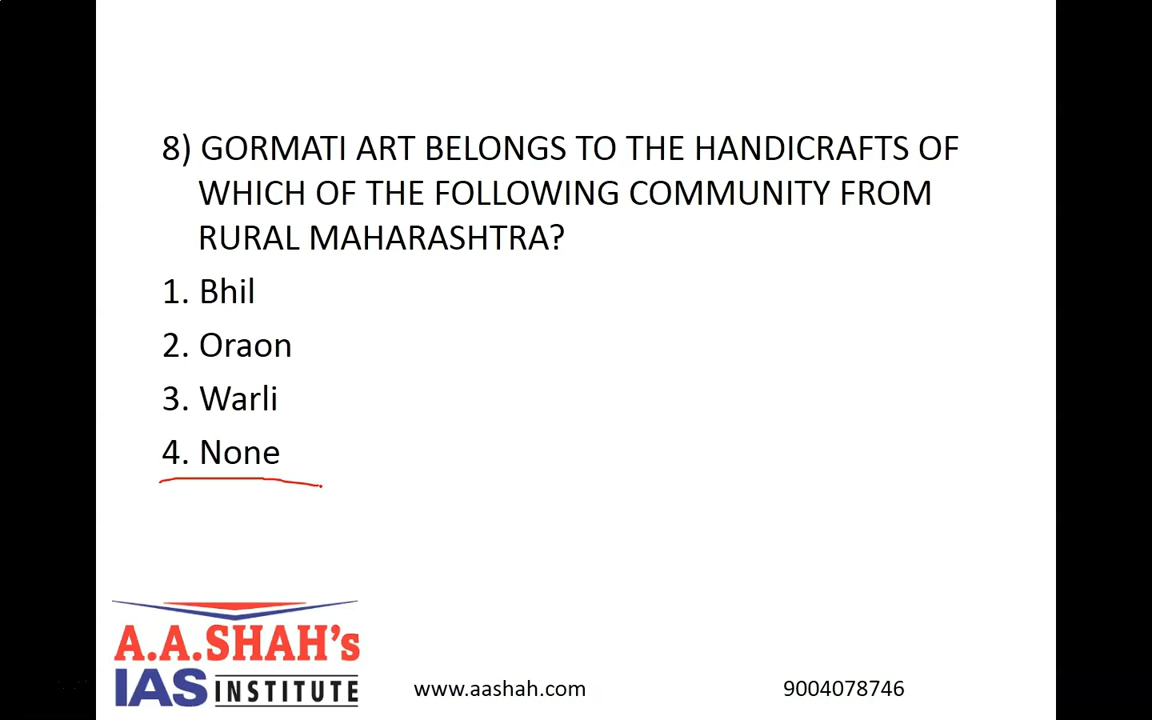 8) GORMATI ART BELONGS TO THE HANDICRAFTS OF
WHICH OF THE FOLLOWING COMMUNITY FROM
RURAL MAHARASHTRA?
1. Bhil
2. Oraon
3. Warli
4. None
A.A.SHAH's
IAS INSTITUTE
www.aashah.com
9004078746